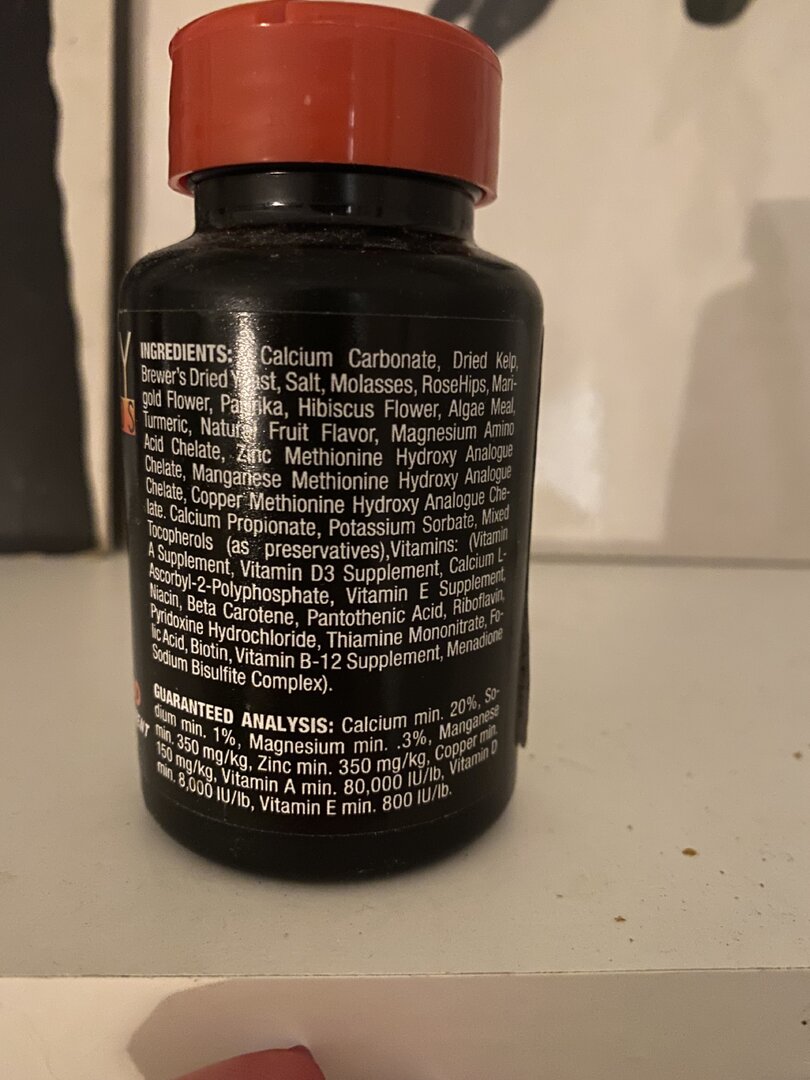 Y
INGREDIENTS: Calcium Carbonate, Dried Kelp,
Brewer's Dried Yeast, Salt, Molasses, RoseHips, Mari-
gold Flower, Paprika, Hibiscus Flower, Algae Meal,
S
Turmeric, Natural Fruit Flavor, Magnesium Amino
Acid Chelate, Zinc Methionine Hydroxy Analogue
Chelate, Manganese Methionine Hydroxy Analogue
Chelate, Copper Methionine Hydroxy Analogue Che-
late. Calcium Propionate, Potassium Sorbate, Mixed
Tocopherols (as preservatives),Vitamins: (Vitamin
A Supplement, Vitamin D3 Supplement, Calcium L-
Ascorbyl-2-Polyphosphate, Vitamin E Supplement,
Niacin, Beta Carotene, Pantothenic Acid, Riboflavin,
Pyridoxine Hydrochloride, Thiamine Mononitrate, Fo-
lic Acid, Biotin, Vitamin B-12 Supplement, Menadione
Sodium Bisulfite Complex).
GUARANTEED ANALYSIS: Calcium min. 20%, So-
dium min. 1%, Magnesium min. .3%, Manganese
min. 350 mg/kg, Zinc min. 350 mg/kg, Copper min.
150 mg/kg, Vitamin A min. 80,000 IU/lb, Vitamin D
min. 8,000 IU/lb, Vitamin E min. 800 IU/lb.